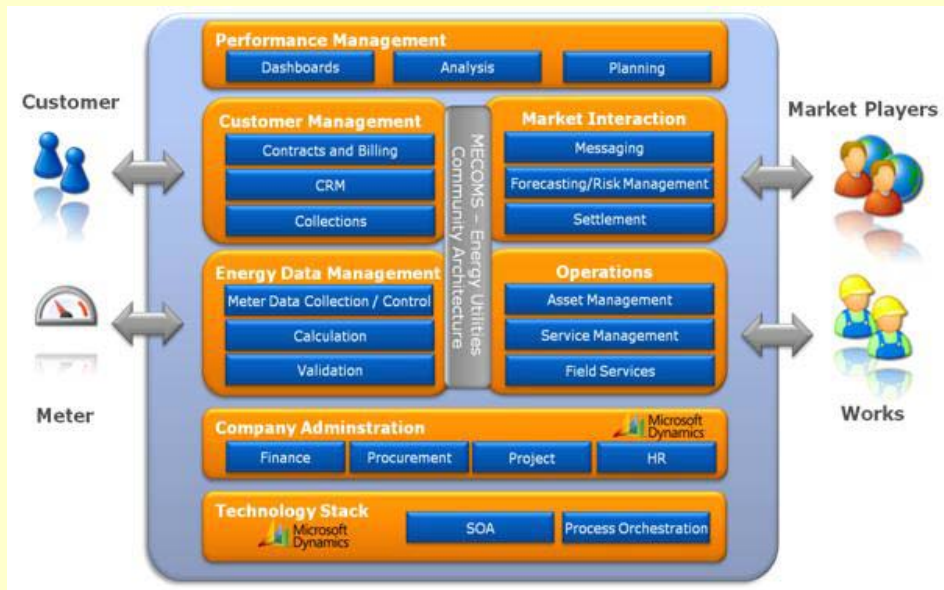 Performance Management
Dashboards
Analysis
Planning
Customer
Customer Management
Contracts and Billing
CRM
Collections
MECOMS – Energy Utilities
Community Architecture
Market Interaction
Messaging
Forecasting/Risk Management
Settlement
Market Players
Energy Data Management
Meter Data Collection / Control
Calculation
Validation
Operations
Asset Management
Service Management
Field Services
Meter
Works
Company Adminstration
Microsoft
Dynamics
Finance
Procurement
Project
HR
Technology Stack
Microsoft
Dynamics
SOA
Process Orchestration